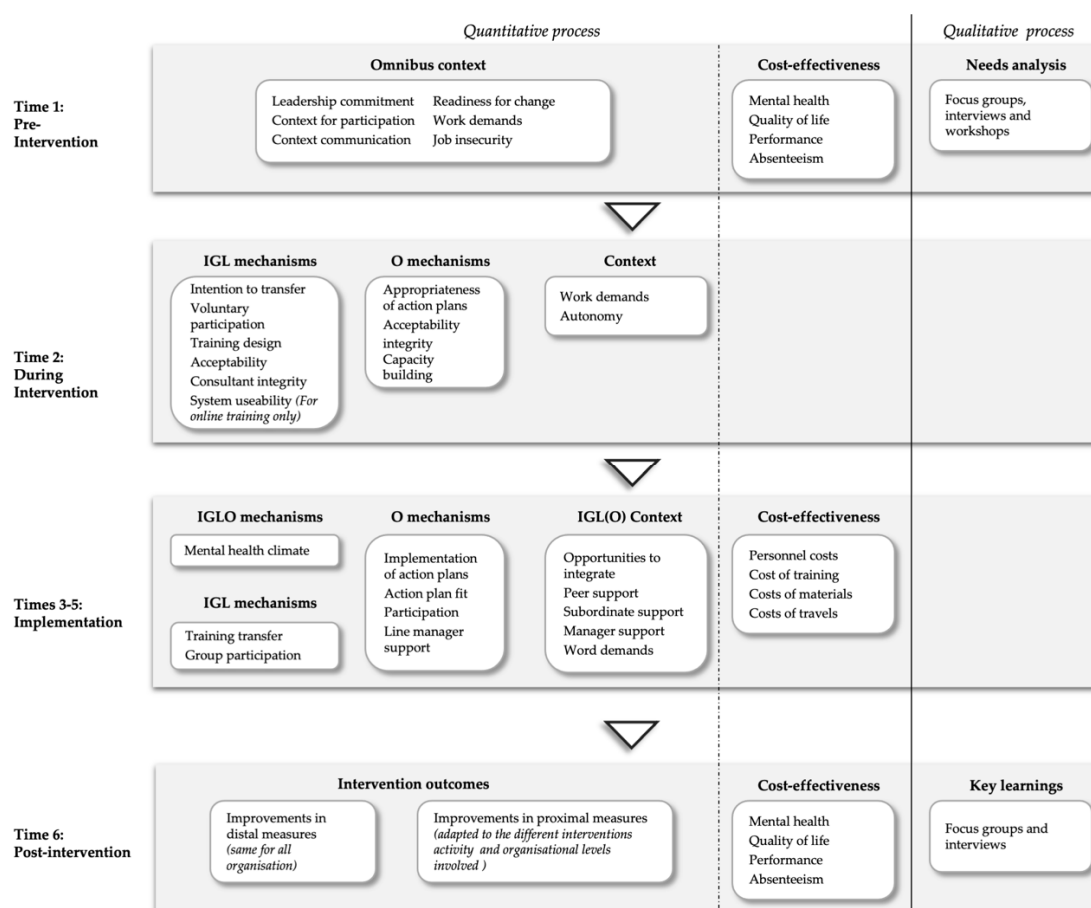 Quantitative process
Qualitative process
Time 1:
Pre-
Intervention
Omnibus context
Leadership commitment
Context for participation
Context communication
Readiness for change
Work demands
Job insecurity
Cost-effectiveness
Mental health
Quality of life
Performance
Absenteeism
Needs analysis
Focus groups,
interviews and
workshops
Time 2:
During
Intervention
IGL mechanisms
Intention to transfer
Voluntary
participation
Training design
Acceptability
Consultant integrity
System useability (For
online training only)
O mechanisms
Appropriateness
of action plans
Acceptability
integrity
Capacity
building
Context
Work demands
Autonomy
Times 3-5:
Implementation
IGLO mechanisms
Mental health climate
IGL mechanisms
Training transfer
Group participation
O mechanisms
Implementation
of action plans
Action plan fit
Participation
Line manager
support
IGL(O) Context
Opportunities to
integrate
Peer support
Subordinate support
Manager support
Word demands
Cost-effectiveness
Personnel costs
Cost of training
Costs of materials
Costs of travels
Time 6:
Post-intervention
Intervention outcomes
Improvements in
distal measures
(same for all
organisation)
Improvements in proximal measures
(adapted to the different interventions
activity and organisational levels
involved )
Cost-effectiveness
Mental health
Quality of life
Performance
Absenteeism
Key learnings
Focus groups and
interviews